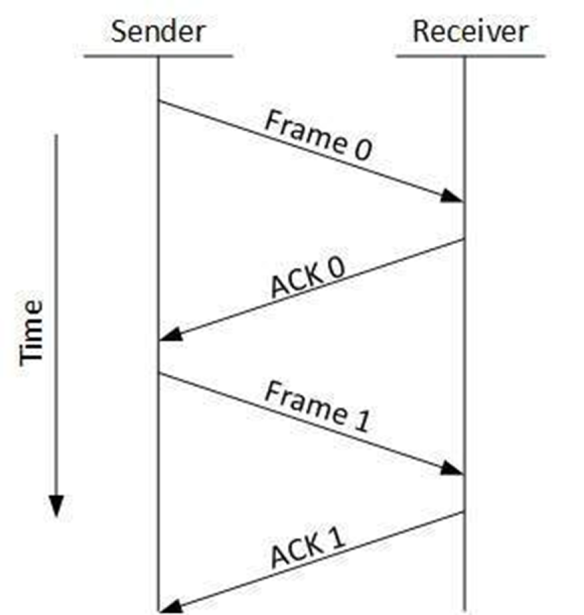 Sender
Receiver
Frame 0
ACK 0
Time
Frame 1
ACK 1